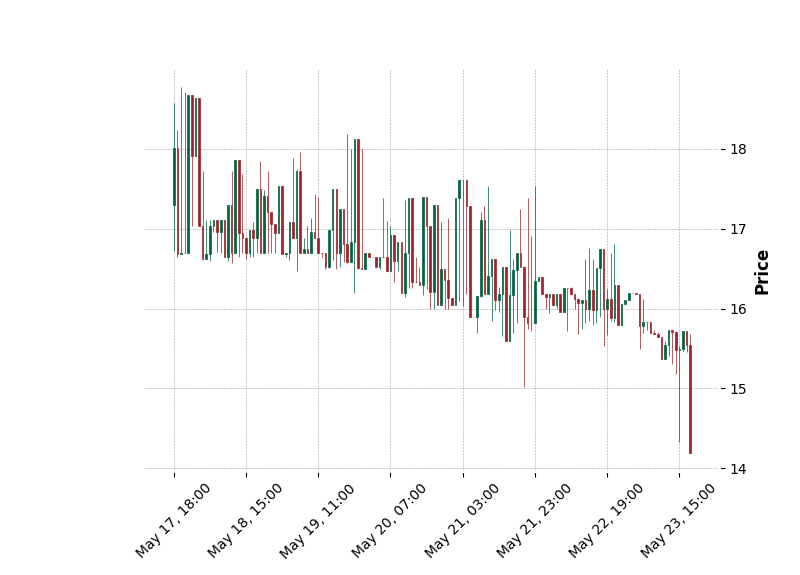 18
17
16
15
14
Price
May 17, 18:00
May 18, 15:00
May 19, 11:00
May 20, 07:00
May 21, 03:00
May 21, 23:00
May 22, 19:00
May 23, 15:00